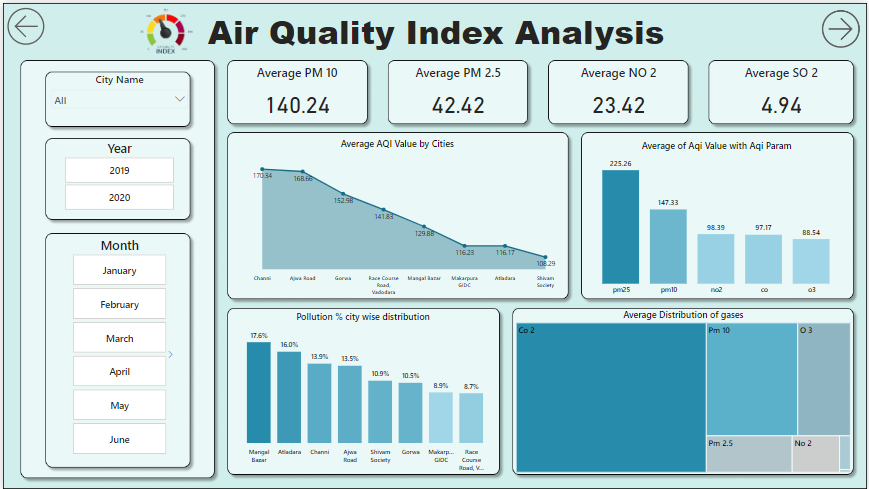 INDEX
Air Quality Index Analysis
City Name
All
Year
2019
2020
Month
January
February
March
April
May
June
Average PM 10
140.24
Average PM 2.5
42.42
Average NO 2
23.42
Average SO 2
4.94
Average AQI Value by Cities
170.34
168.66
152.98
141.83
129.88
116.23
116.17
108.29
Channi
Ajwa Road
Gorwa
Race Course
Road,
Vadodara
Mangal Bazar
Makarpura
GIDC
Atladara
Shivam
Society
Average of Aqi Value with Aqi Param
225.26
147.33
98.39
97.17
88.54
pm25
pm10
no2
co
o3
Pollution % city wise distribution
17.6%
16.0%
13.9%
13.5%
10.9%
10.5%
8.9%
8.7%
Mangal
Bazar
Atladara
Channi
Ajwa
Road
Shivam
Society
Gorwa
Makarp...
GIDC
Race
Course
Road, V...
Average Distribution of gases
Co 2
Pm 10
O 3
Pm 2.5
No 2